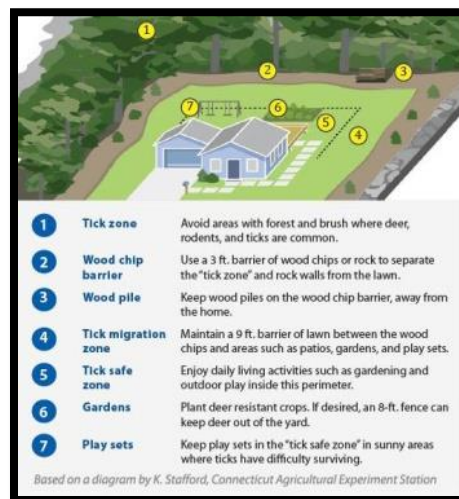 1
2
3
7
6
5
4
1 Tick zone Avoid areas with forest and brush where deer,
rodents, and ticks are common.
2 Wood chip Use a 3 ft. barrier of wood chips or rock to separate
barrier the "tick zone" and rock walls from the lawn.
3 Wood pile Keep wood piles on the wood chip barrier, away from
the home.
4 Tick migration Maintain a 9 ft. barrier of lawn between the wood
zone chips and areas such as patios, gardens, and play sets.
5 Tick safe Enjoy daily living activities such as gardening and
zone outdoor play inside this perimeter.
6 Gardens Plant deer resistant crops. If desired, an 8-ft. fence can
keep deer out of the yard.
7 Play sets Keep play sets in the "tick safe zone" in sunny areas
where ticks have difficulty surviving.
Based on a diagram by K. Stafford, Connecticut Agricultural Experiment Station